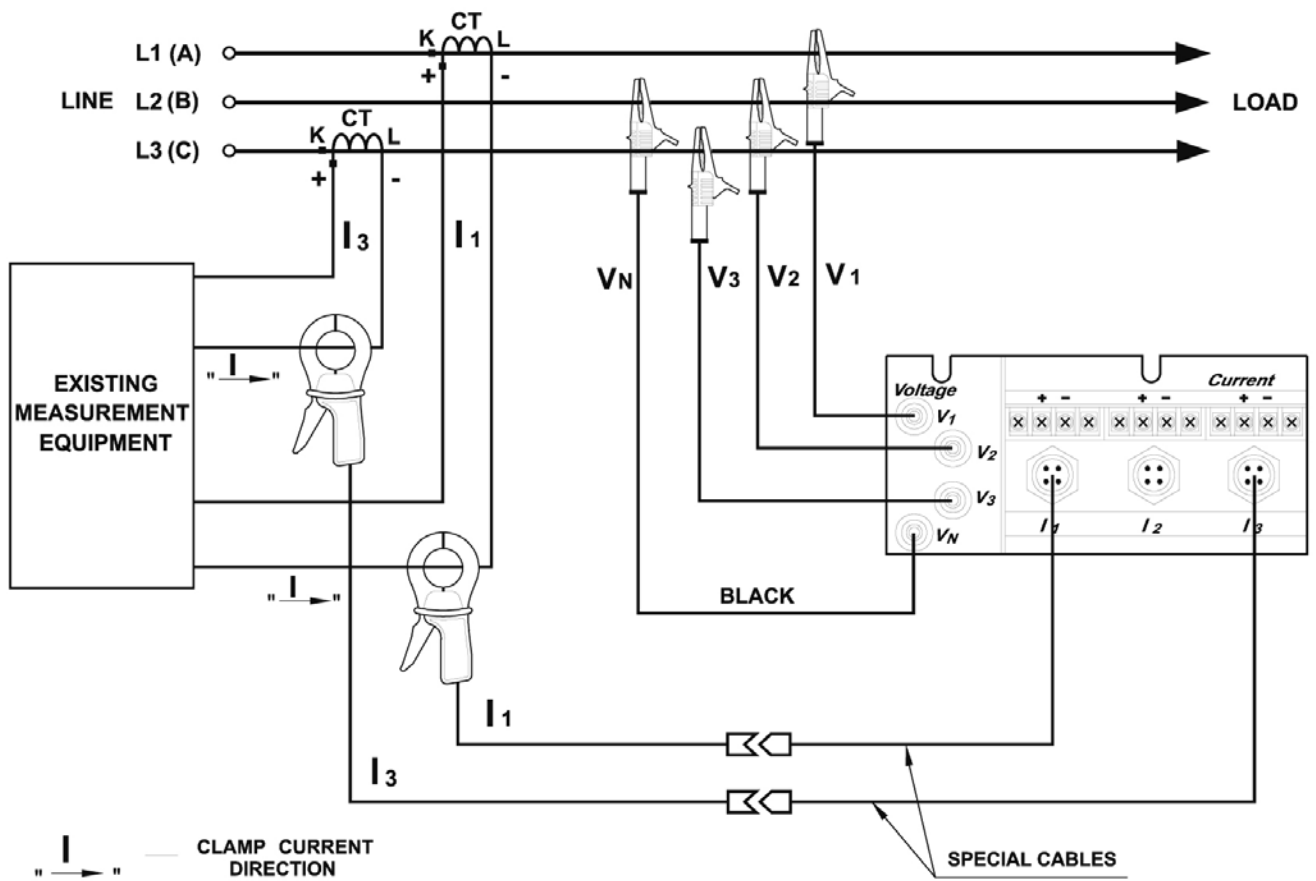 CT
K L
L1 (A)
+ -
LINE L2 (B) LOAD
CT
K L
L3 (C)
+ -
I3 I1
VN V3 V2 V1
EXISTING
MEASUREMENT
EQUIPMENT
" I "
" I "
Voltage Current
+ - + - + -
V1
V2
V3
VN
I1 I2 I3
BLACK
I1
I3
" I " — CLAMP CURRENT
DIRECTION
SPECIAL CABLES